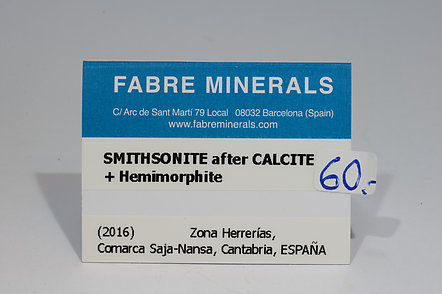 FABRE MINERALS
C/ Arc de Sant Martí 79 Local 08032 Barcelona (Spain)
www.fabreminerals.com
SMITHSONITE after CALCITE
+ Hemimorphite
60.-
(2016) Zona Herrerías,
Comarca Saja-Nansa, Cantabria, ESPAÑA